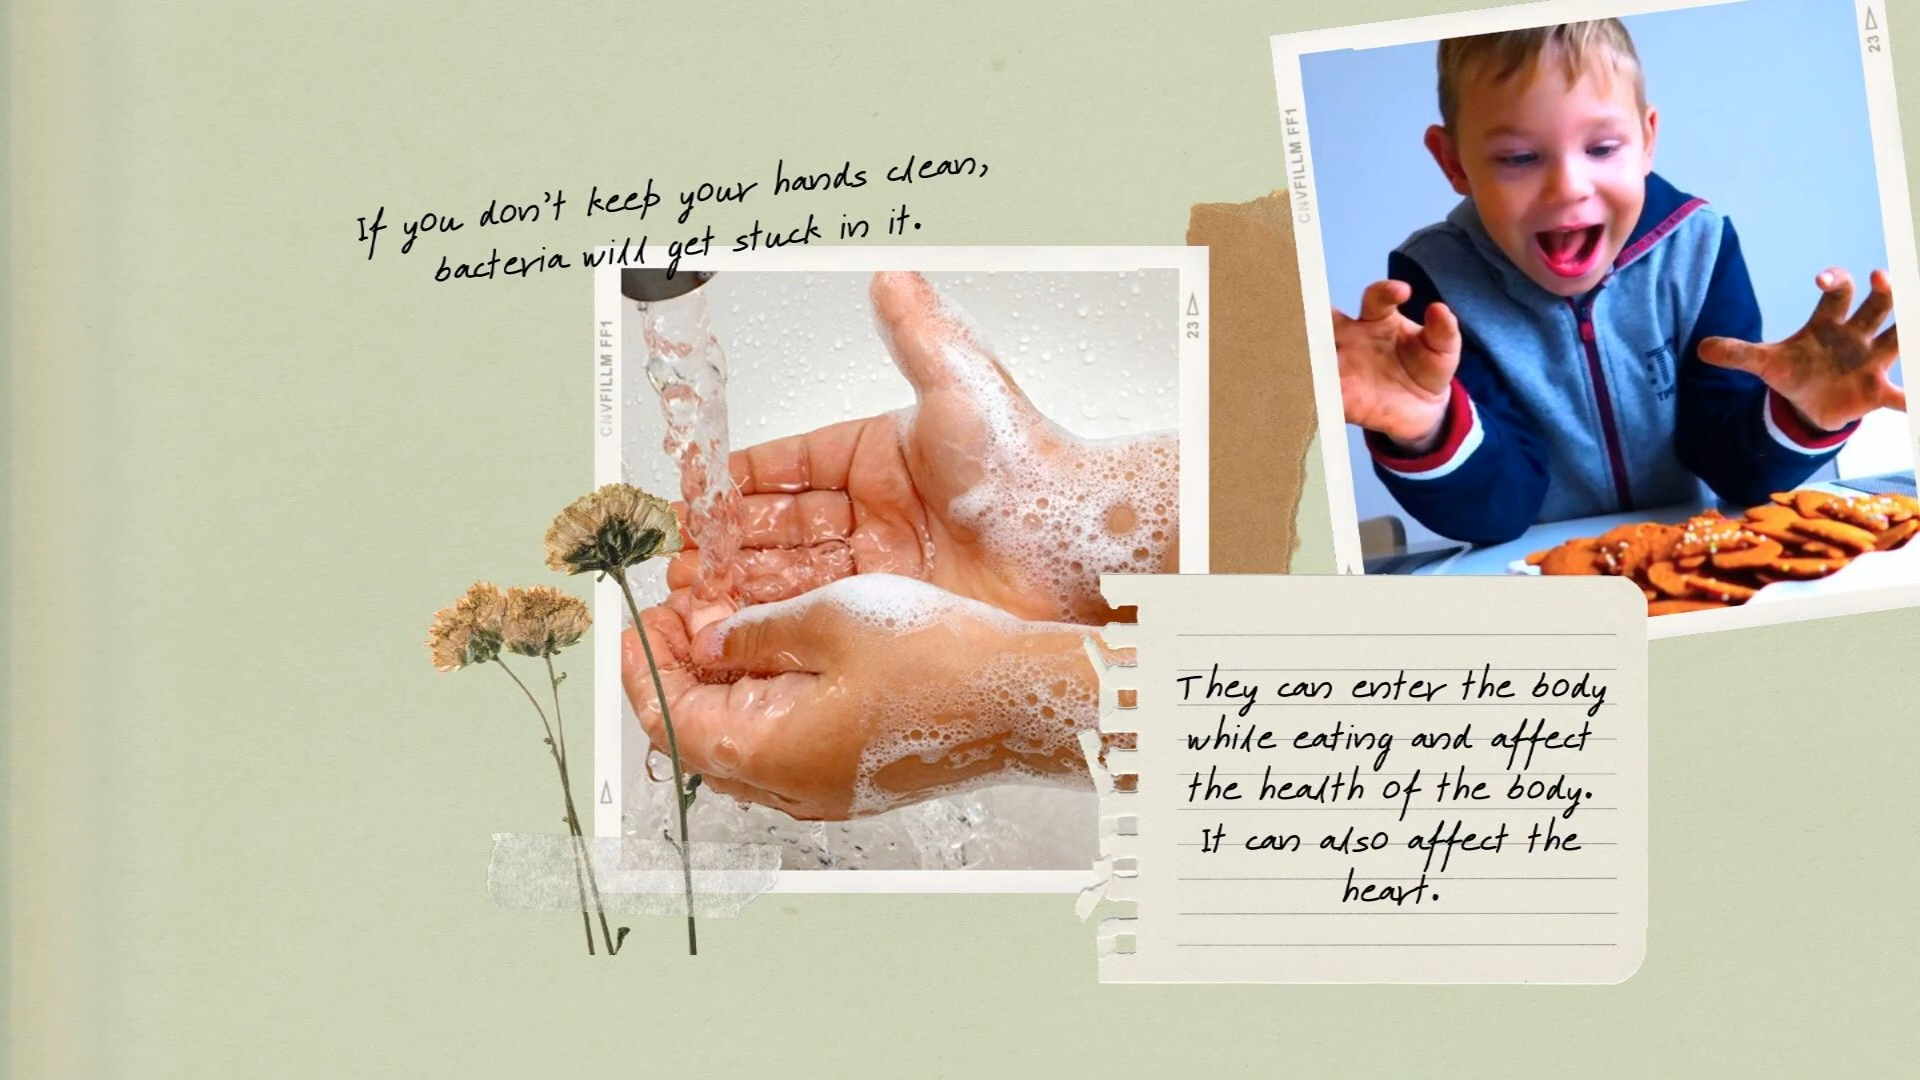 If you don't keep your hands clean,
bacteria will get stuck in it.
CNVFILLM FF1
23
CNVFILLM FF1
23
They can enter the body
while eating and affect
the health of the body.
It can also affect the
heart.